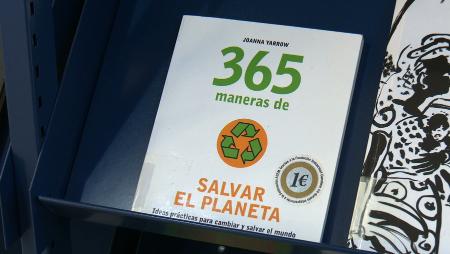 JOANNA YARROW
365
maneras de
SALVAR
EL PLANETA
Ideas prácticas para cambiar y salvar el mundo
1€